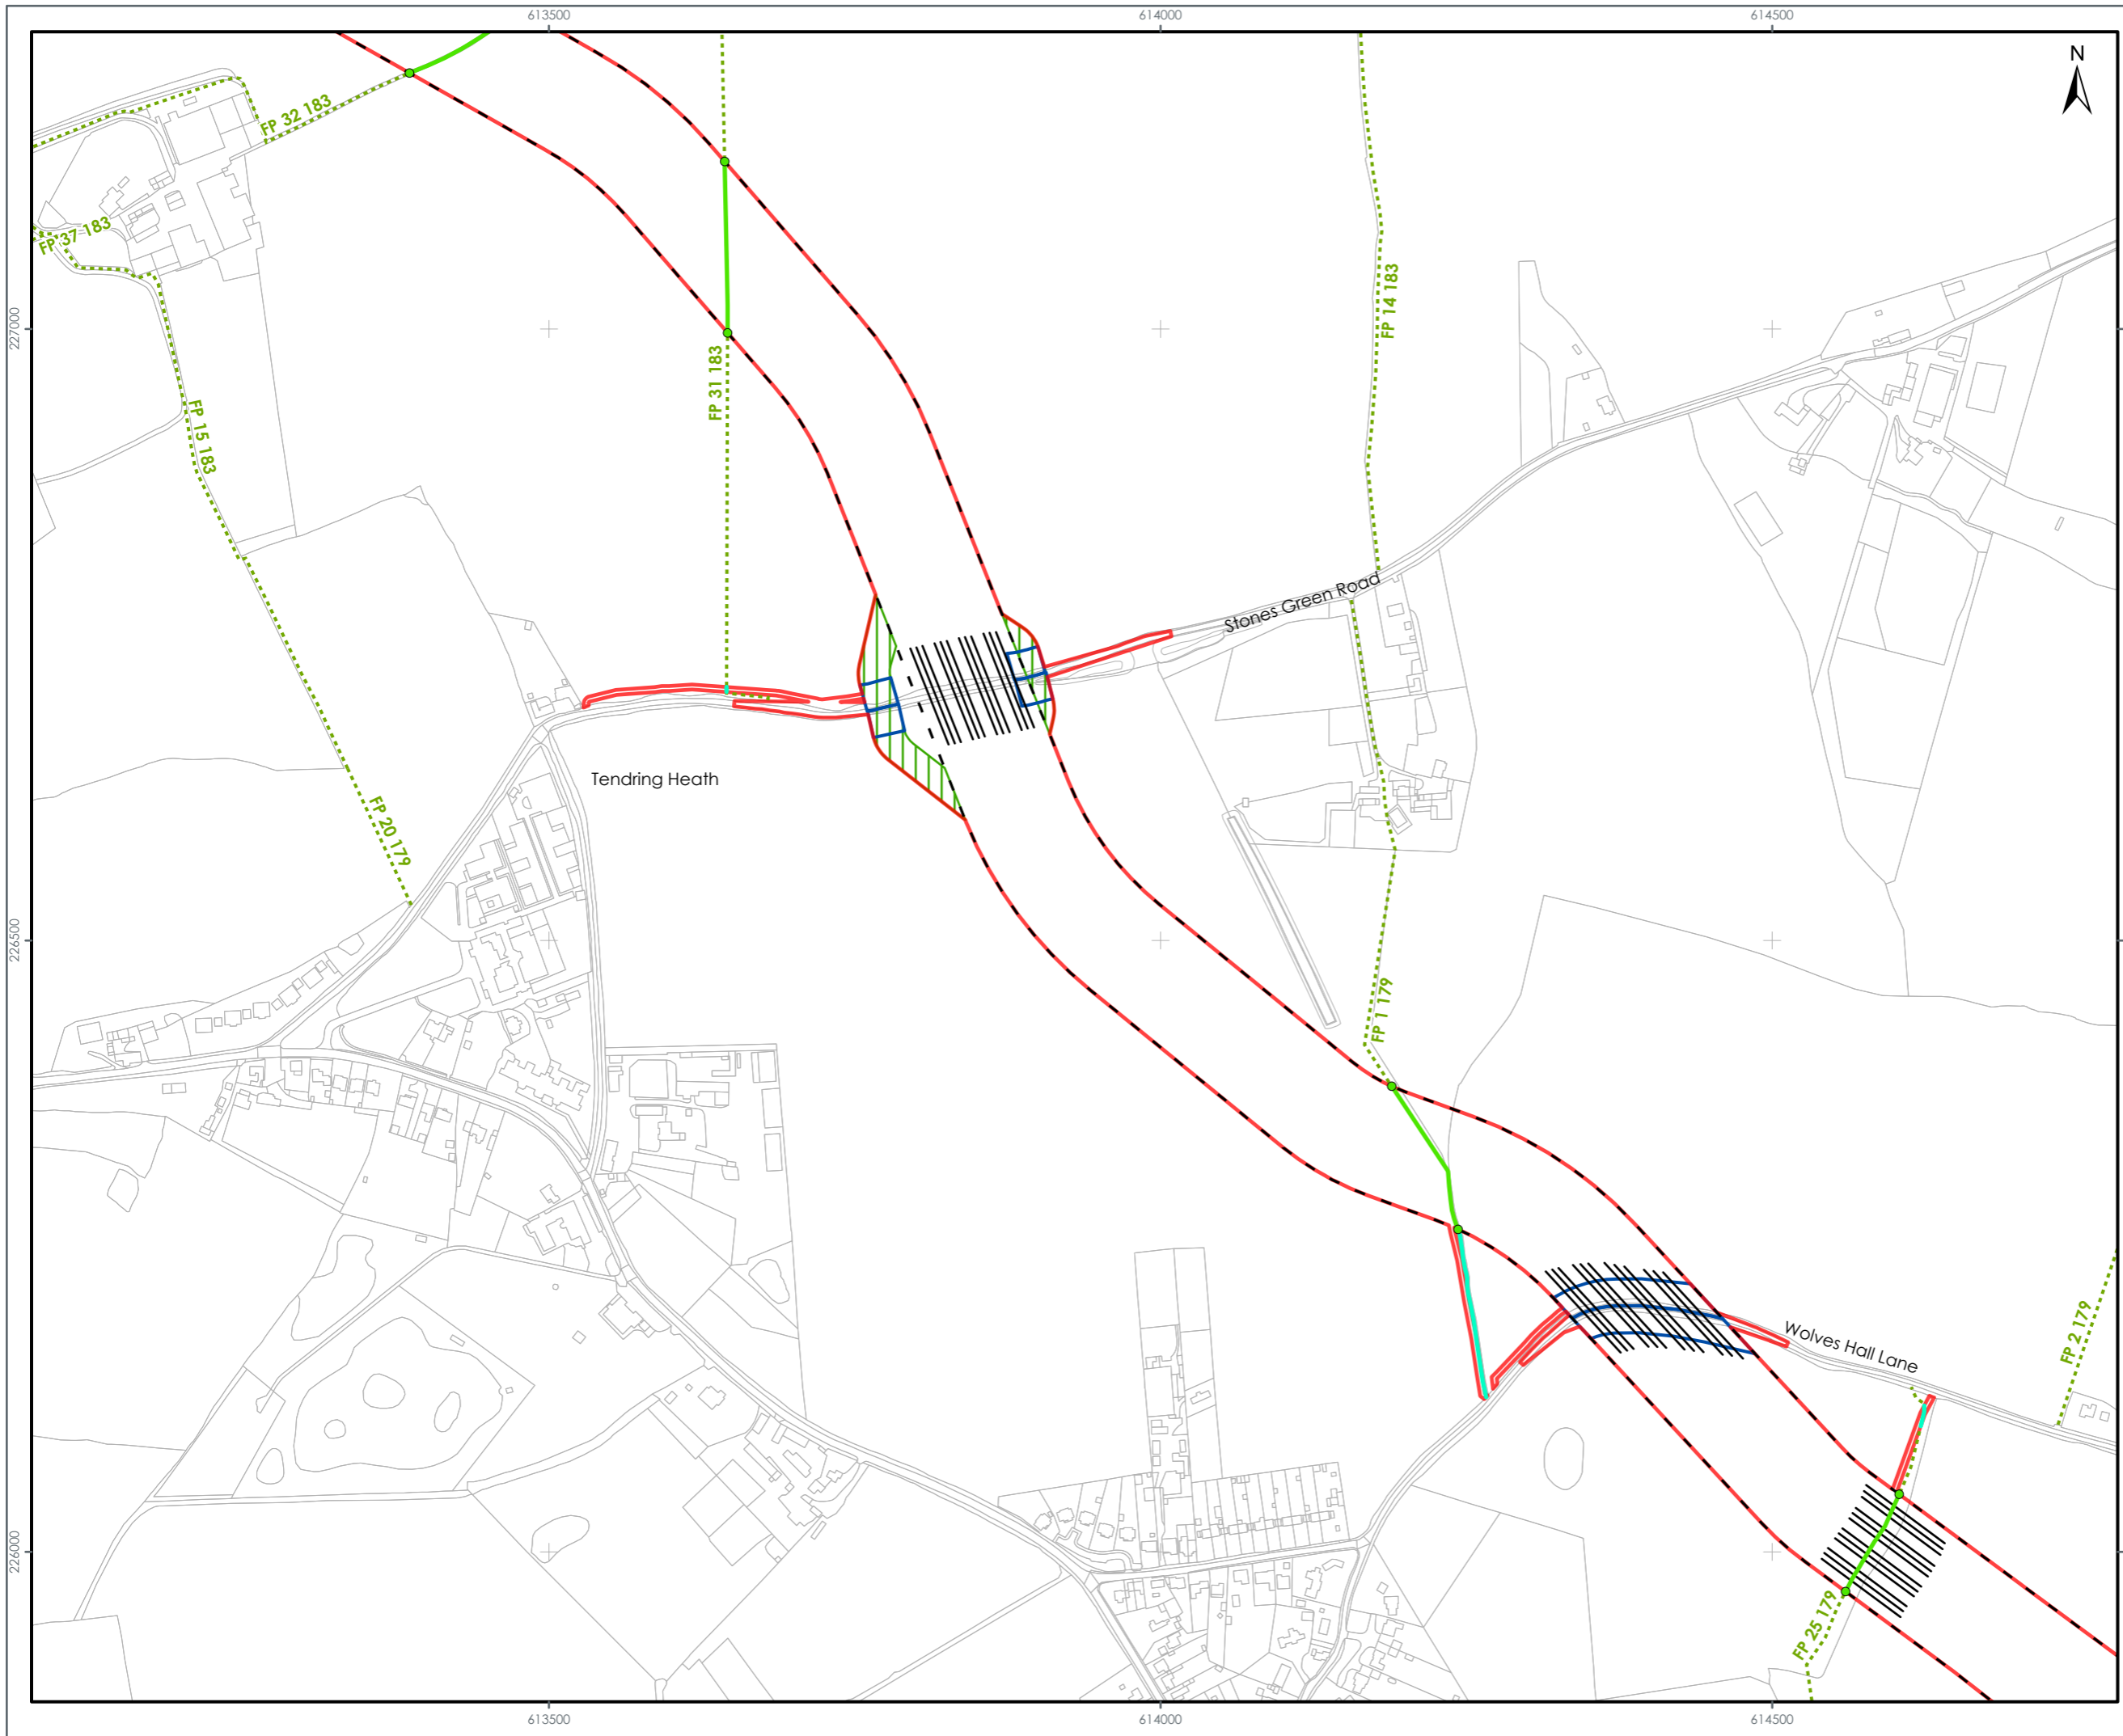 613500
614000
614500
N
FP 32 183
FP 37 183
FP 14 183
227000
FP 31 183
FP 15 183
Stones Green Road
Tendring Heath
FP 20 179
226500
FP 1 179
Wolves Hall Lane
FP 2 179
226000
FP 25 179
613500
614000
614500